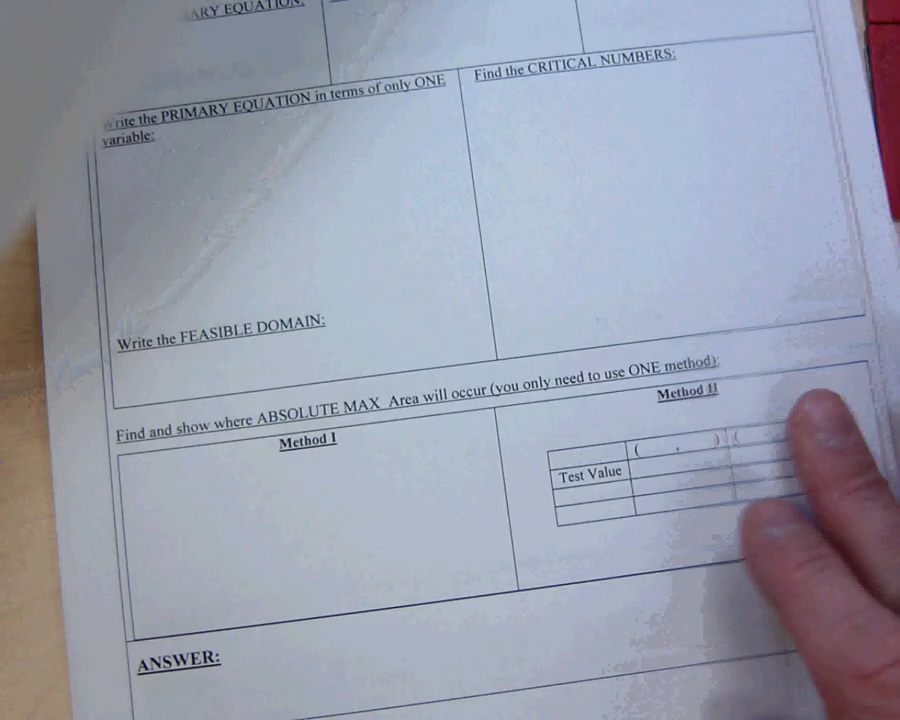 ARY EQUATION:
Write the PRIMARY EQUATION in terms of only ONE
variable:
Find the CRITICAL NUMBERS:
Write the FEASIBLE DOMAIN:
Find and show where ABSOLUTE MAX Area will occur (you only need to use ONE method):
Method I
Method II
( , ) (
Test Value
ANSWER: